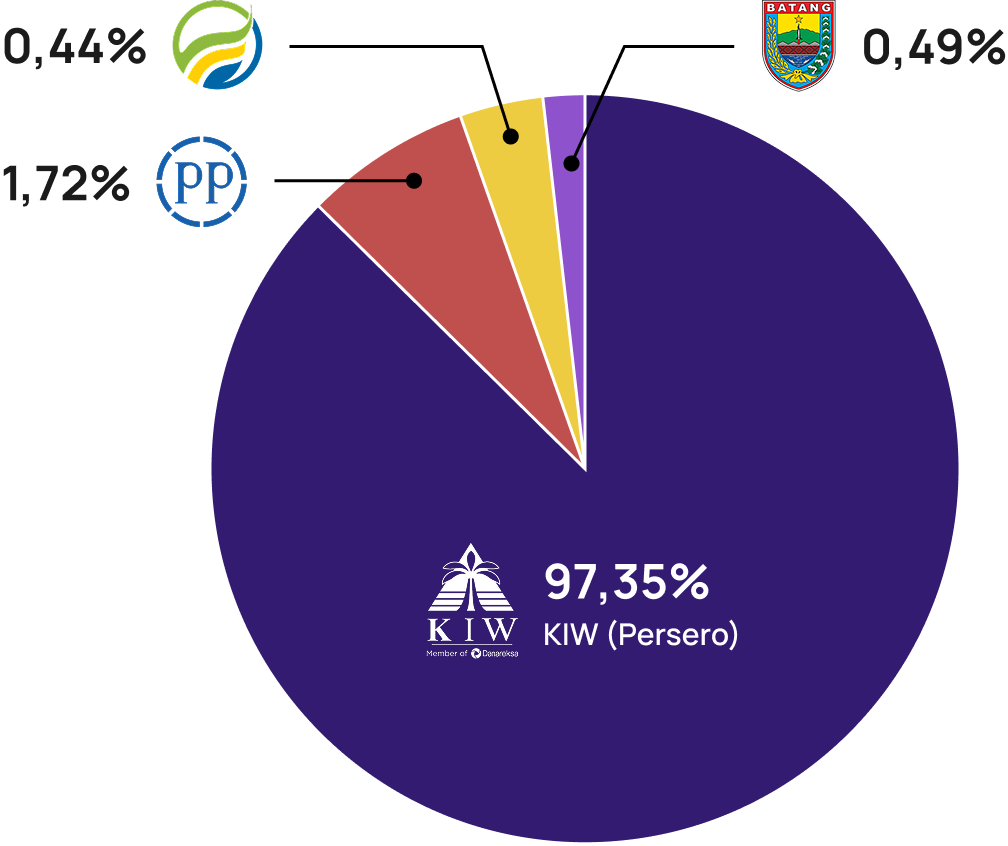 0,44%
BATANG
0,49%
1,72%
PP
97,35%
KIW (Persero)
KIW
Member of Danareksa